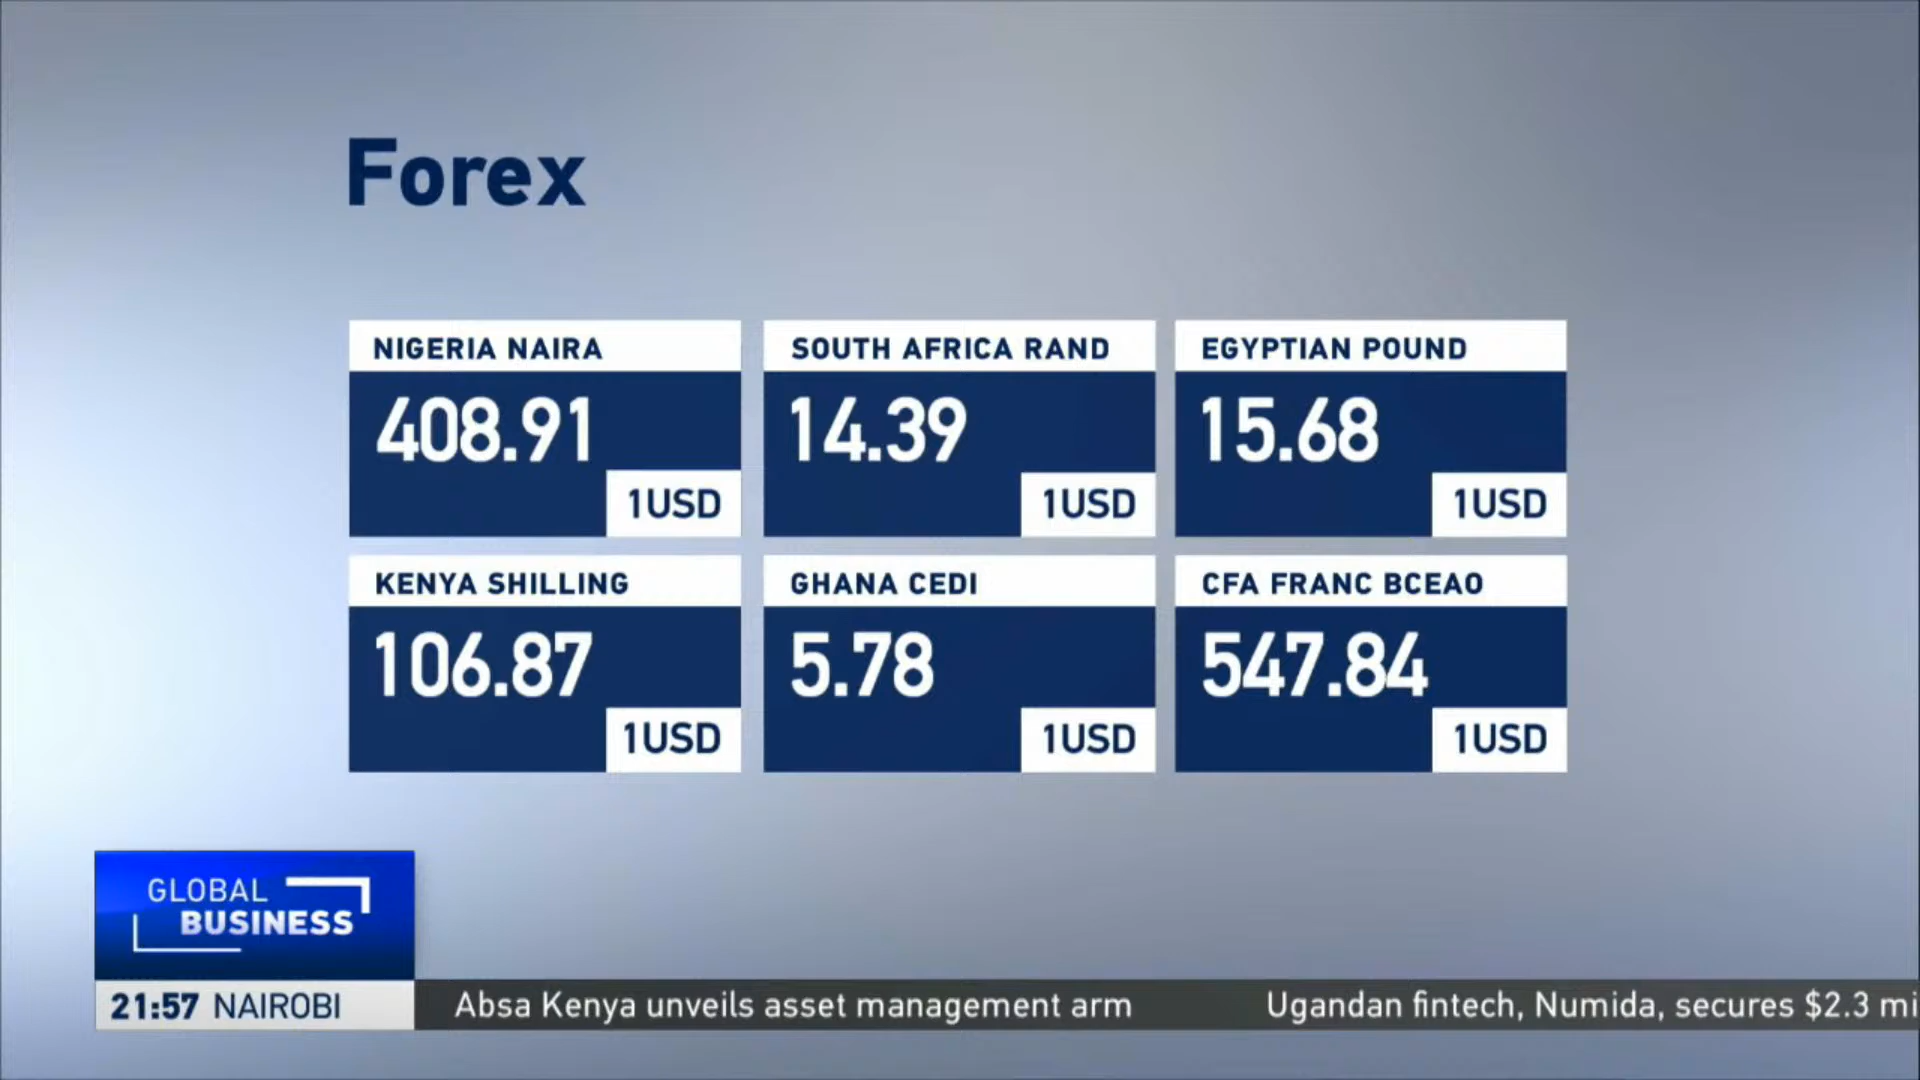 Forex
NIGERIA NAIRA
408.91
1USD
SOUTH AFRICA RAND
14.39
1USD
EGYPTIAN POUND
15.68
1USD
KENYA SHILLING
106.87
1USD
GHANA CEDI
5.78
1USD
CFA FRANC BCEAO
547.84
1USD
GLOBAL
BUSINESS
21:57 NAIROBI
Absa Kenya unveils asset management arm
Ugandan fintech, Numida, secures $2.3 mi